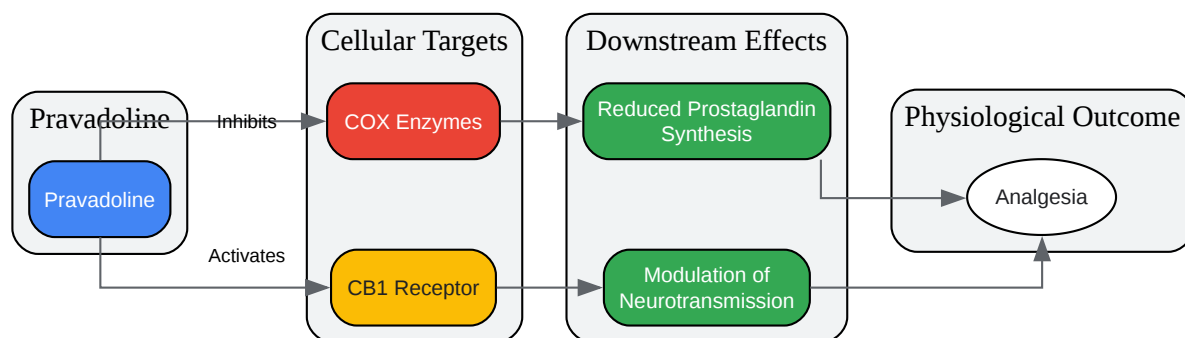 Cellular Targets
Downstream Effects
Pravadoline
Physiological Outcome
Inhibits
COX Enzymes
Reduced Prostaglandin
Synthesis
Pravadoline
Analgesia
Activates
CB1 Receptor
Modulation of
Neurotransmission